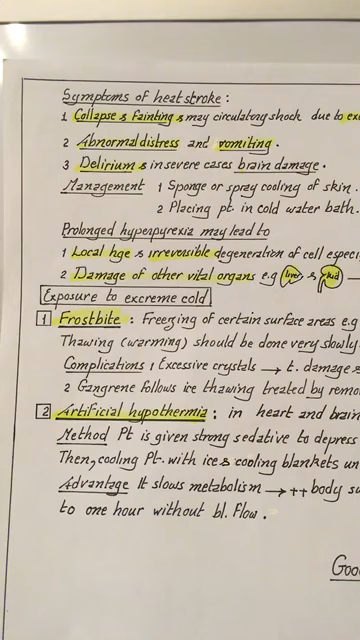 Symptoms of heat stroke :
1 Collapse & fainting & may circulatory shock due to ex
2 Abnormal distress and vomiting .
3 Delirium & in severe cases brain damage .
Management 1 Sponge or spray cooling of skin .
2 Placing pt. in cold water bath.
Prolonged hyperpyrexia may lead to
1 Local hge & irreversible degeneration of cell especi
2 Damage of other vital organs e.g liver & kid
Exposure to excreme cold
1 Frostbite : Freezing of certain surface areas e.g
Thawing (warming) should be done very slowly
Complications 1 Excessive crystals → t. damage &
2 Gangrene follows ice thawing treated by remo
2 Artificial hypothermia : in heart and brain
Method Pt is given strong sedative to depress
Then, cooling Pt. with ice & cooling blankets un
Advantage It slows metabolism → ++ body su
to one hour without bl. Flow .
Goo